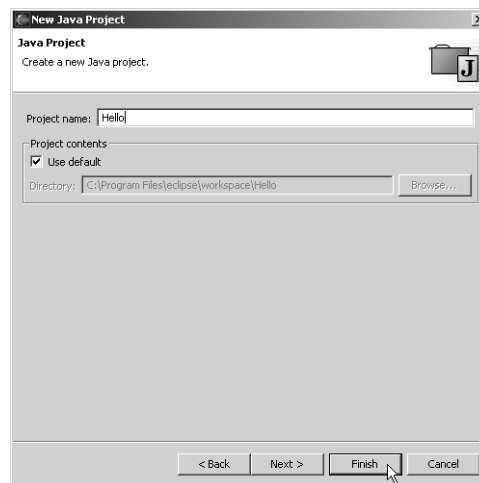 New Java Project
Java Project
Create a new Java project.
J
Project name: Hello
Project contents
Use default
Directory: C:\Program Files\eclipse\workspace\Hello Browse...
< Back Next > Finish Cancel